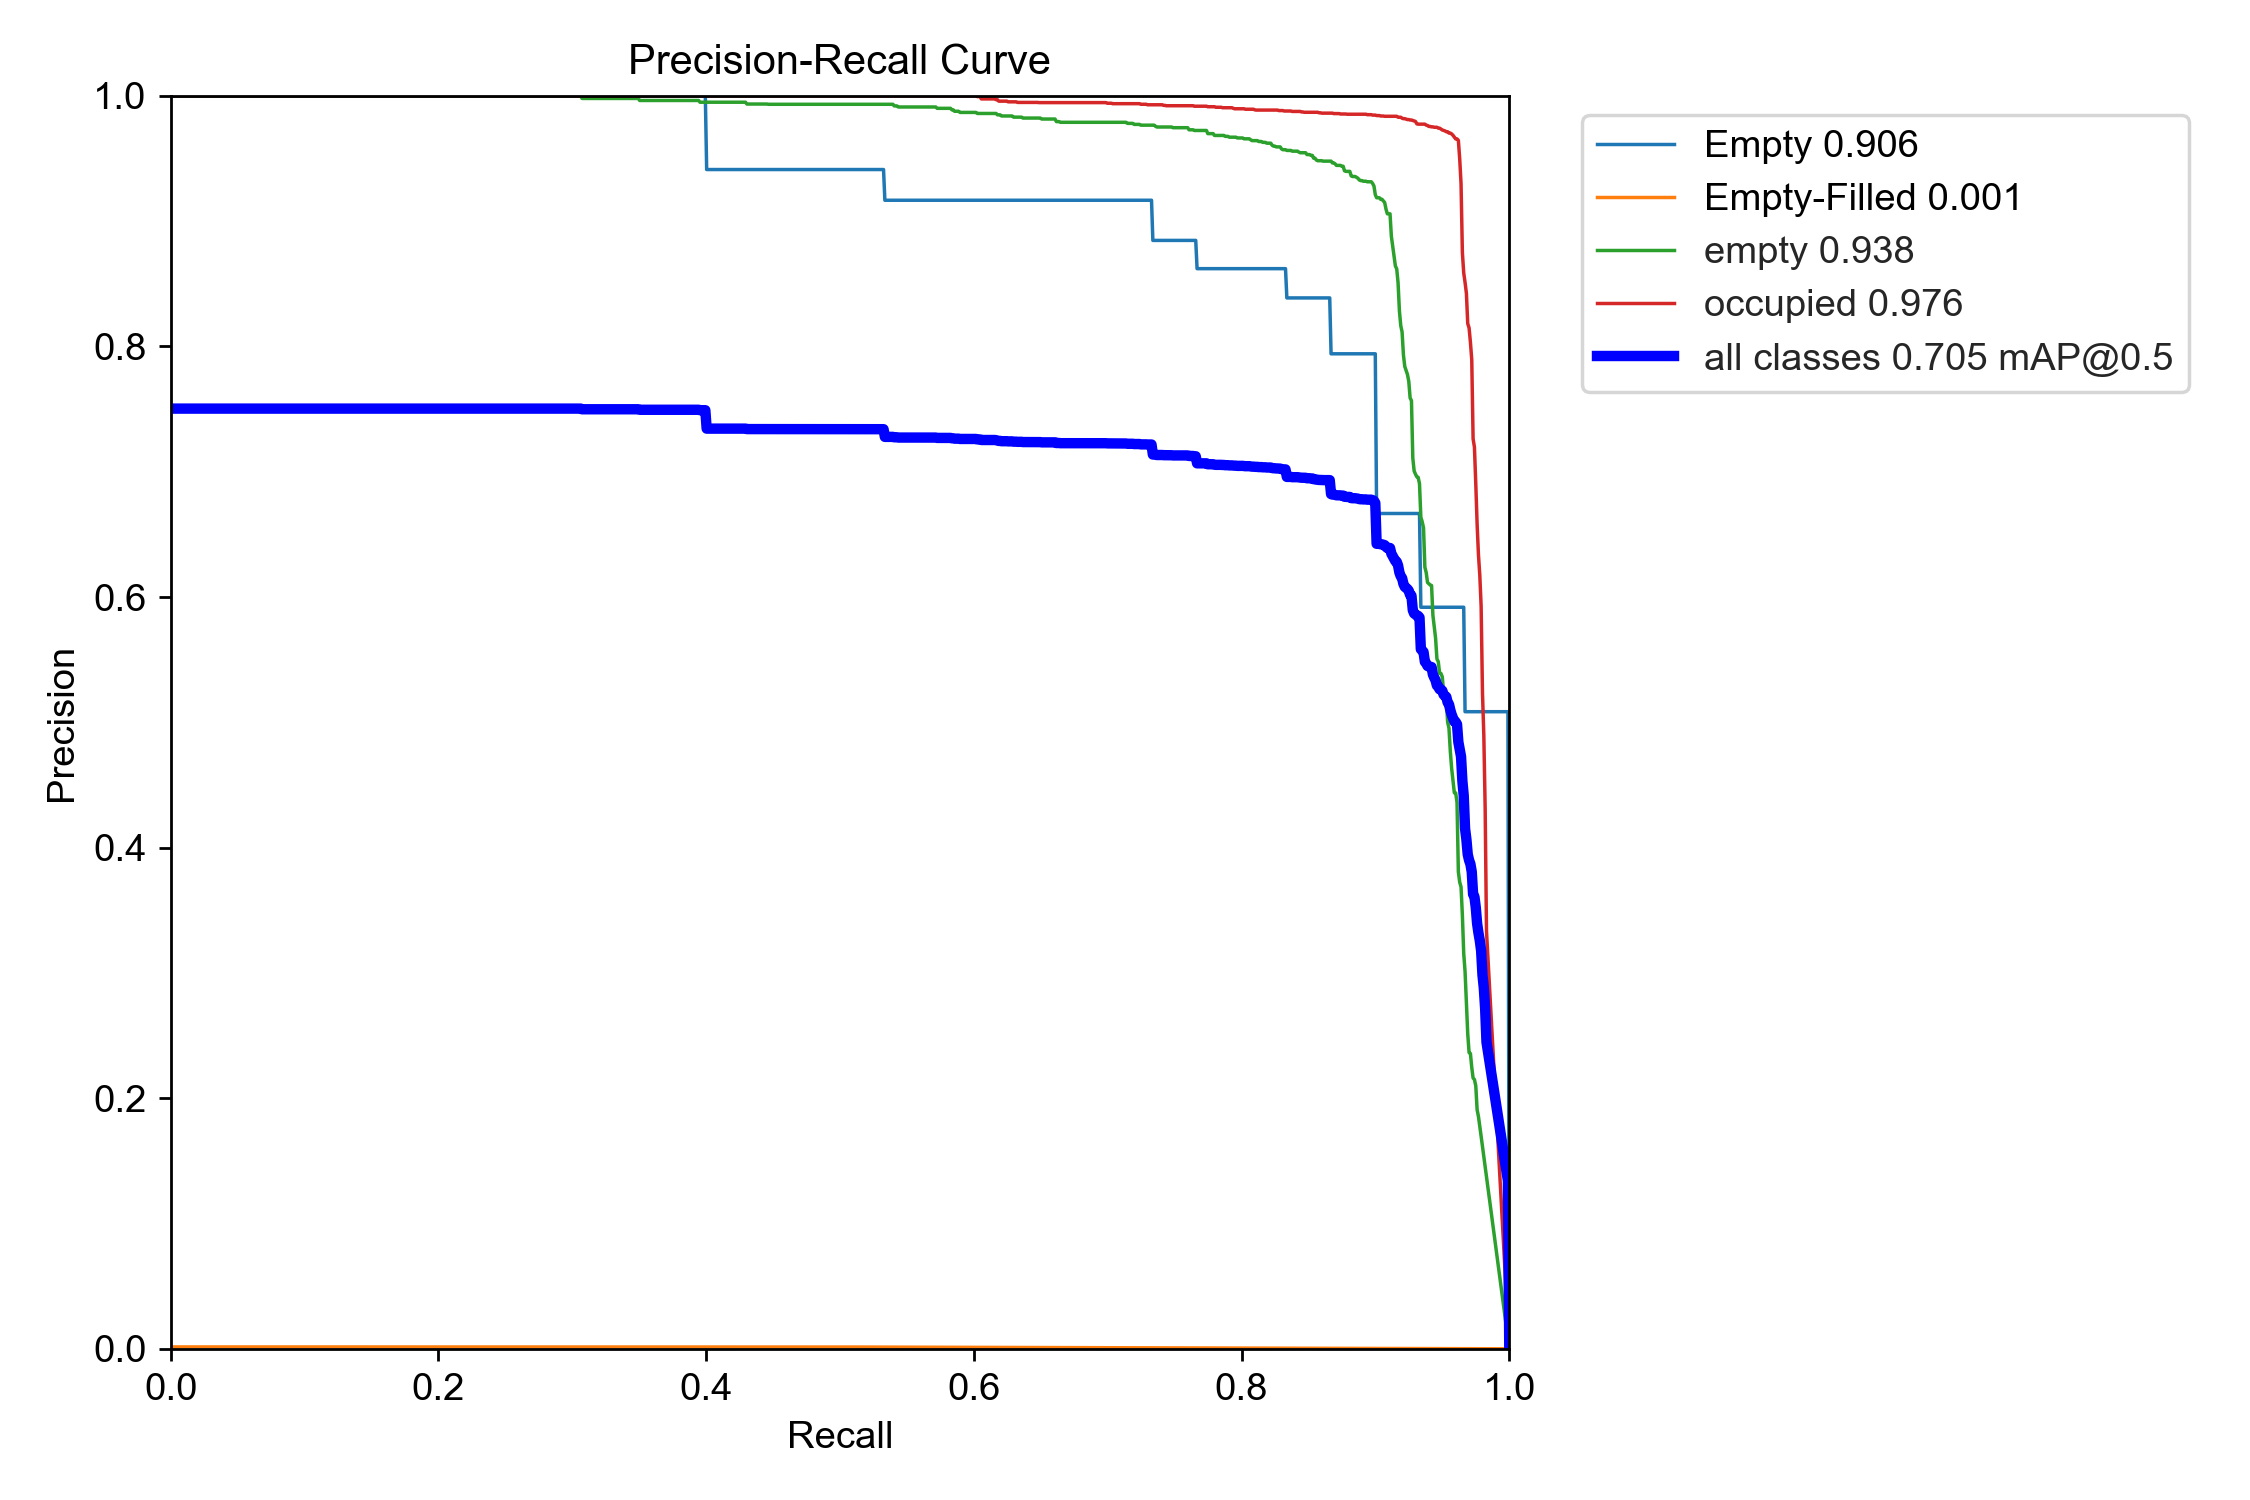 Precision-Recall Curve
1.0
0.8
0.6
0.4
0.2
0.0
Precision
0.0 0.2 0.4 0.6 0.8 1.0
Recall
Empty 0.906
Empty-Filled 0.001
empty 0.938
occupied 0.976
all classes 0.705 mAP@0.5